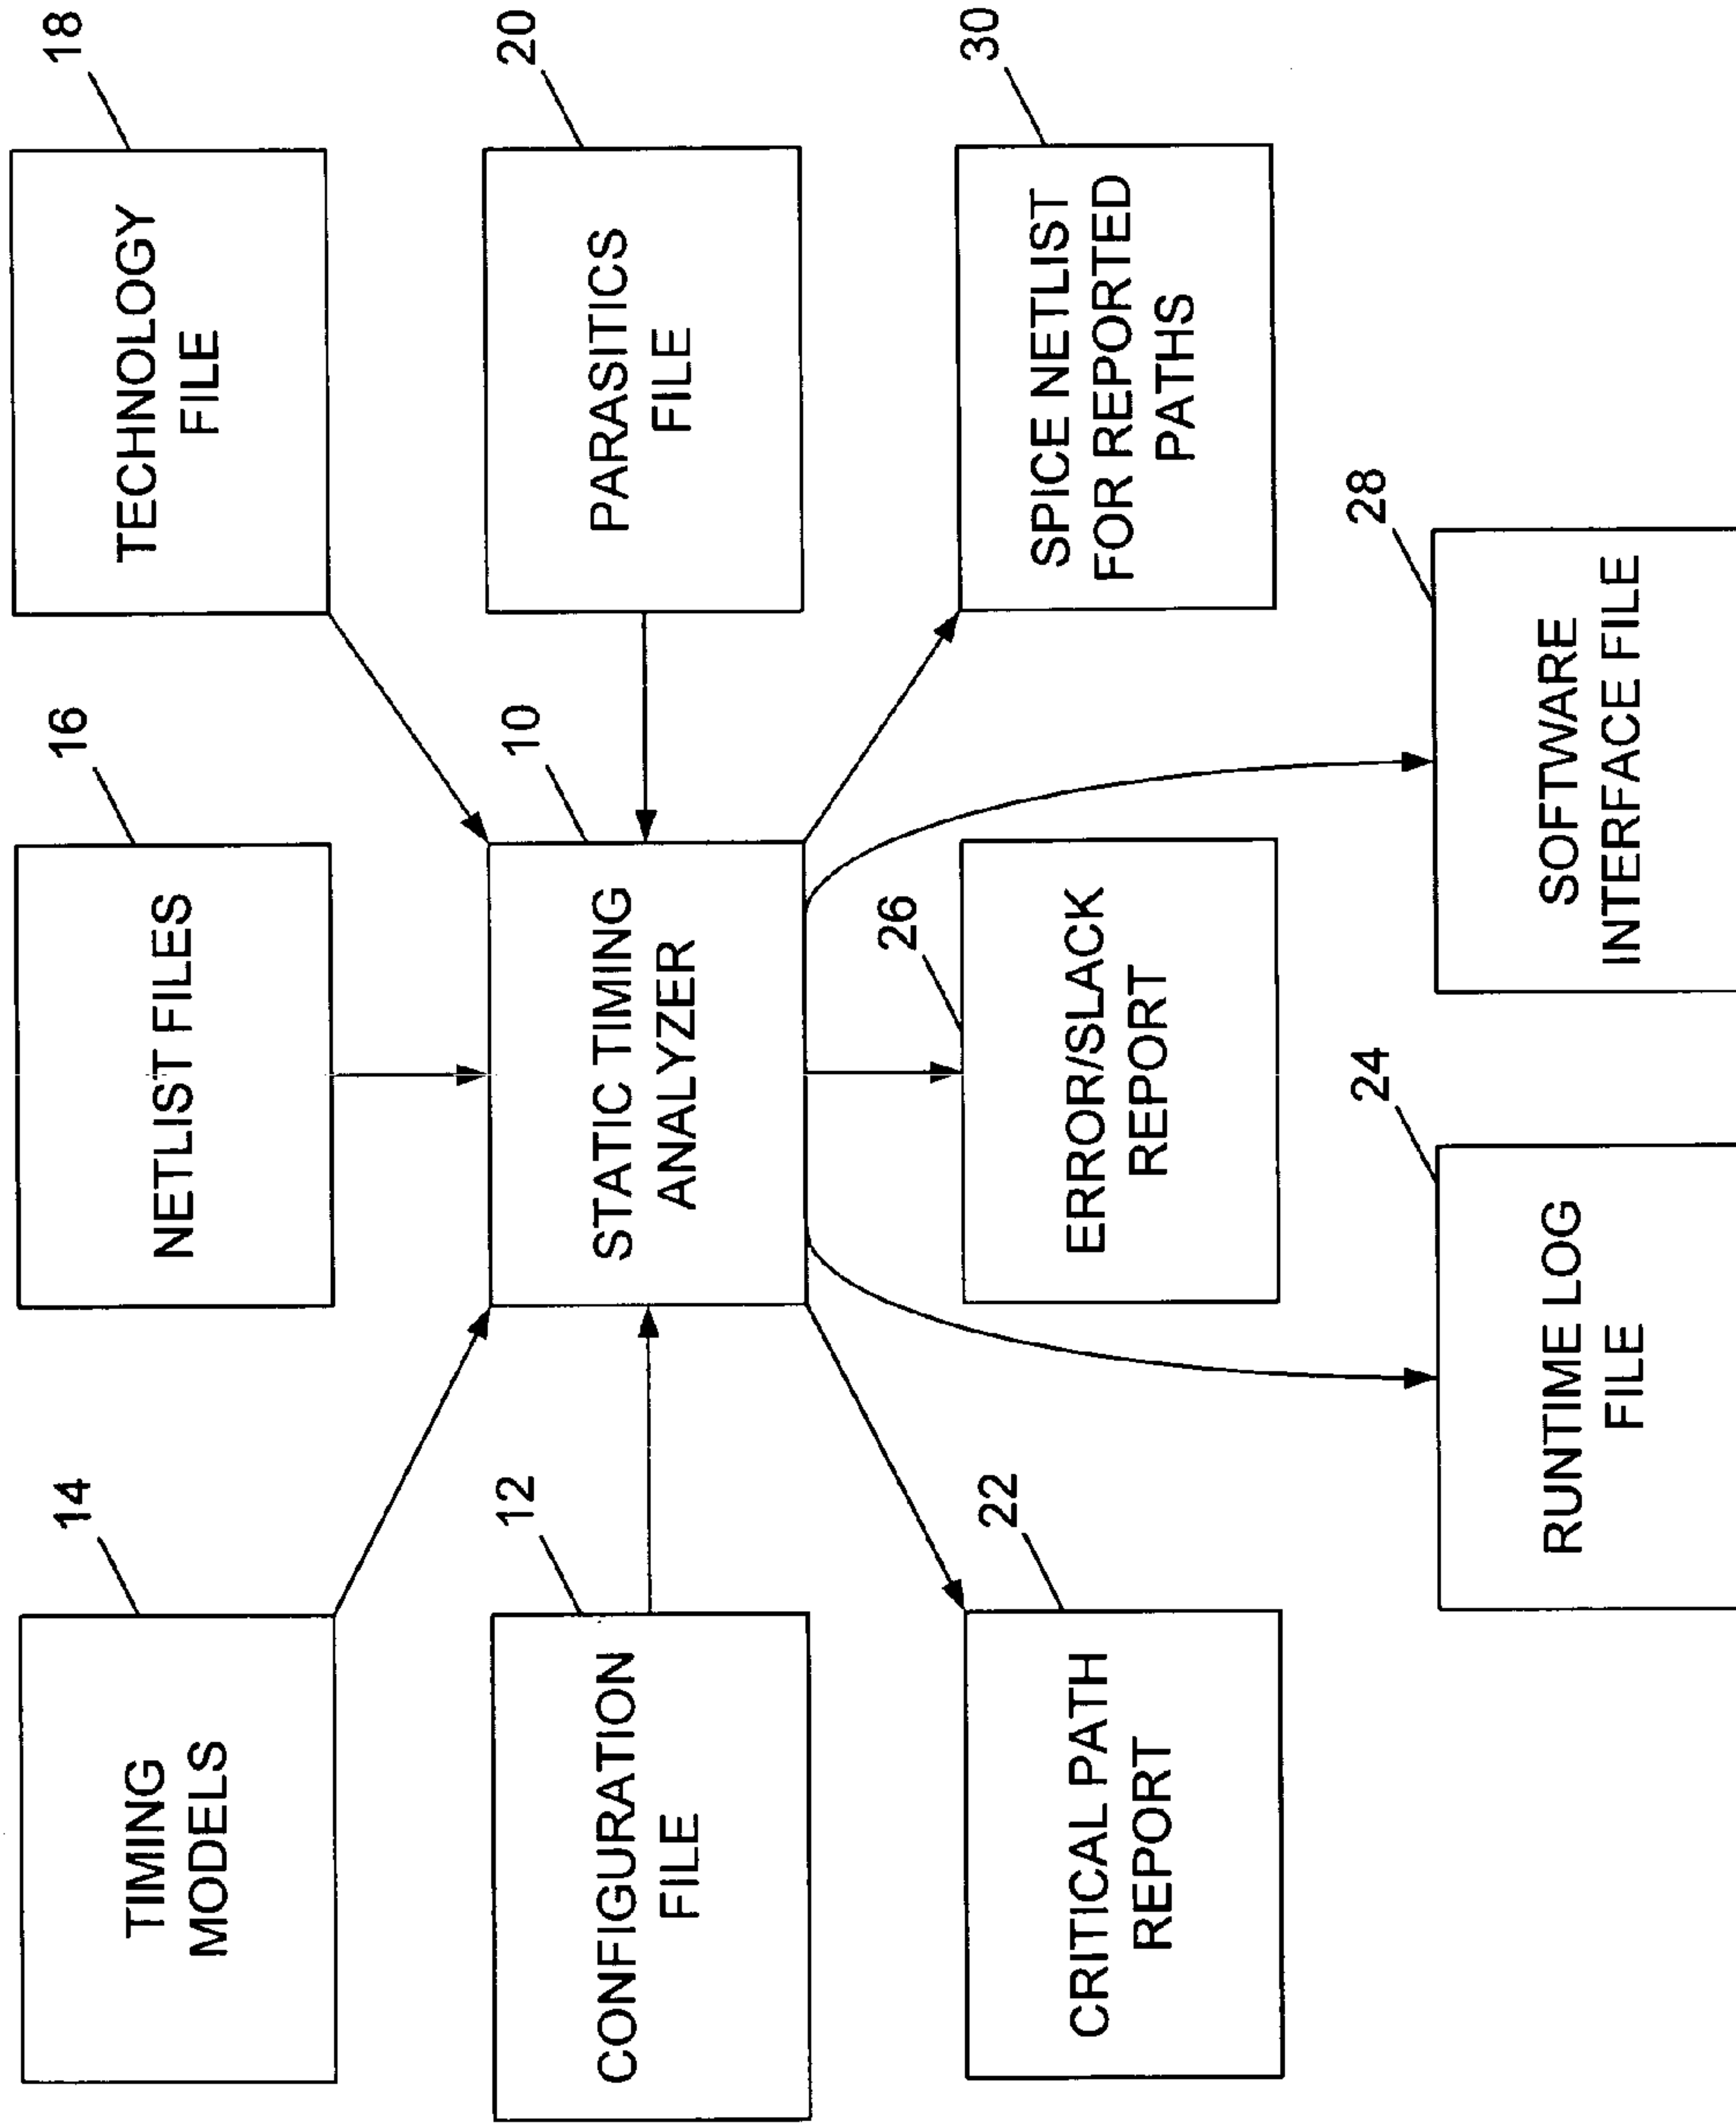 14
TIMING
MODELS
16
NETLIST FILES
18
TECHNOLOGY
FILE
12
CONFIGURATION
FILE
10
STATIC TIMING
ANALYZER
20
PARASITICS
FILE
22
CRITICAL PATH
REPORT
26
ERROR/SLACK
REPORT
30
SPICE NETLIST
FOR REPORTED
PATHS
24
RUNTIME LOG
FILE
28
SOFTWARE
INTERFACE FILE